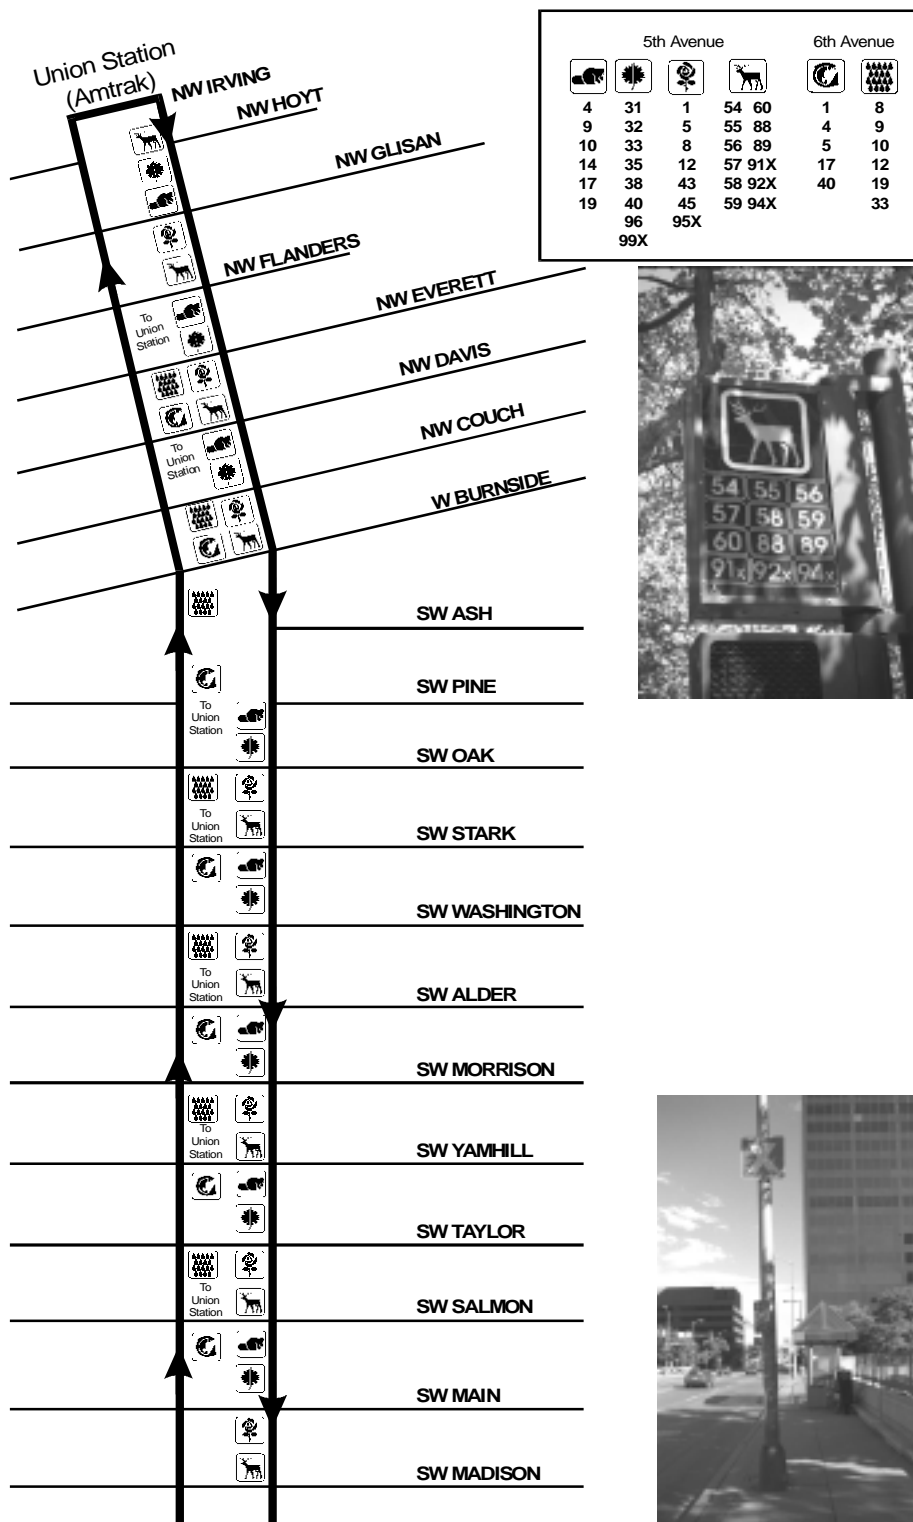 Union Station
(Amtrak)
NW IRVING
NW HOYT
NW GLISAN
NW FLANDERS
To
Union
Station
NW EVERETT
NW DAVIS
To
Union
Station
NW COUCH
W BURNSIDE
SW ASH
SW PINE
To
Union
Station
SW OAK
To
Union
Station
SW STARK
SW WASHINGTON
To
Union
Station
SW ALDER
SW MORRISON
To
Union
Station
SW YAMHILL
SW TAYLOR
To
Union
Station
SW SALMON
SW MAIN
SW MADISON
5th Avenue 6th Avenue
4 31 1 54 60 1 8
9 32 5 55 88 4 9
10 33 8 56 89 5 10
14 35 12 57 91X 17 12
17 38 43 58 92X 40 19
19 40 45 59 94X 33
96 95X
99X
54 55 56
57 58 59
60 88 89
91x 92x 94x